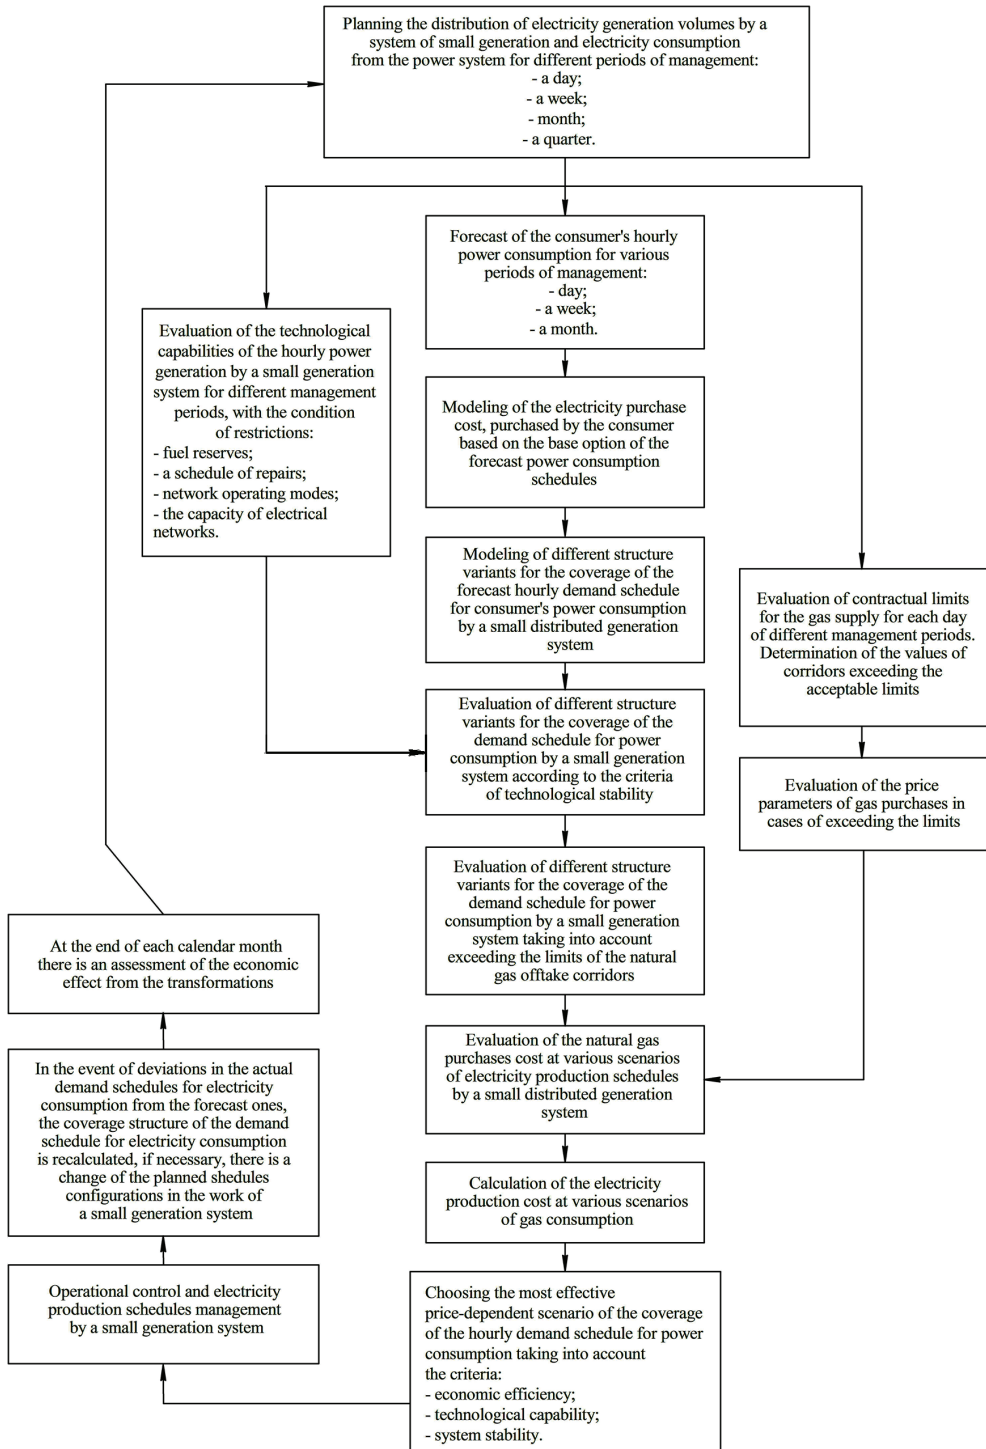 Planning the distribution of electricity generation volumes by a
system of small generation and electricity consumption
from the power system for different periods of management:
- a day;
- a week;
- month;
- a quarter.
Forecast of the consumer's hourly
power consumption for various
periods of management:
- day;
- a week;
- a month.
Evaluation of the technological
capabilities of the hourly power
generation by a small generation
system for different management
periods, with the condition
of restrictions:
- fuel reserves;
- a schedule of repairs;
- network operating modes;
- the capacity of electrical
networks.
Modeling of the electricity purchase
cost, purchased by the consumer
based on the base option of the
forecast power consumption
schedules
Modeling of different structure
variants for the coverage of the
forecast hourly demand schedule
for consumer's power consumption
by a small distributed generation
system
Evaluation of contractual limits
for the gas supply for each day
of different management periods.
Determination of the values of
corridors exceeding the
acceptable limits
Evaluation of different structure
variants for the coverage of the
demand schedule for power
consumption by a small generation
system according to the criteria
of technological stability
Evaluation of the price
parameters of gas purchases in
cases of exceeding the limits
Evaluation of different structure
variants for the coverage of the
demand schedule for power
consumption by a small generation
system taking into account
exceeding the limits of the natural
gas offtake corridors
Evaluation of the natural gas
purchases cost at various scenarios
of electricity production schedules
by a small distributed generation
system
Calculation of the electricity
production cost at various scenarios
of gas consumption
Choosing the most effective
price-dependent scenario of the coverage
of the hourly demand schedule for power
consumption taking into account
the criteria:
- economic efficiency;
- technological capability;
- system stability.
Operational control and electricity
production schedules management
by a small generation system
In the event of deviations in the actual
demand schedules for electricity
consumption from the forecast ones,
the coverage structure of the demand
schedule for electricity consumption
is recalculated, if necessary, there is a
change of the planned shedules
configurations in the work of
a small generation system
At the end of each calendar month
there is an assessment of the economic
effect from the transformations